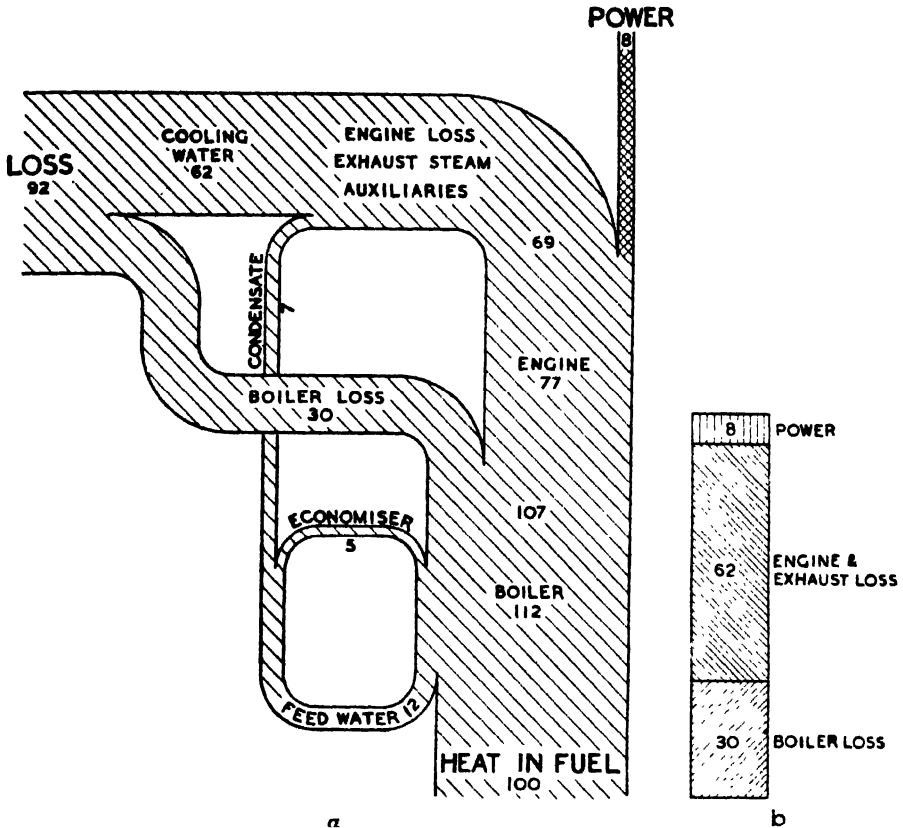 POWER
8
COOLING
WATER
62
ENGINE LOSS
EXHAUST STEAM
AUXILIARIES
LOSS
92
69
CONDENSATE
7
ENGINE
77
BOILER LOSS
30
107
ECONOMISER
5
BOILER
112
FEED WATER 12
HEAT IN FUEL
100
a
8
POWER
62
ENGINE &
EXHAUST LOSS
30
BOILER LOSS
b